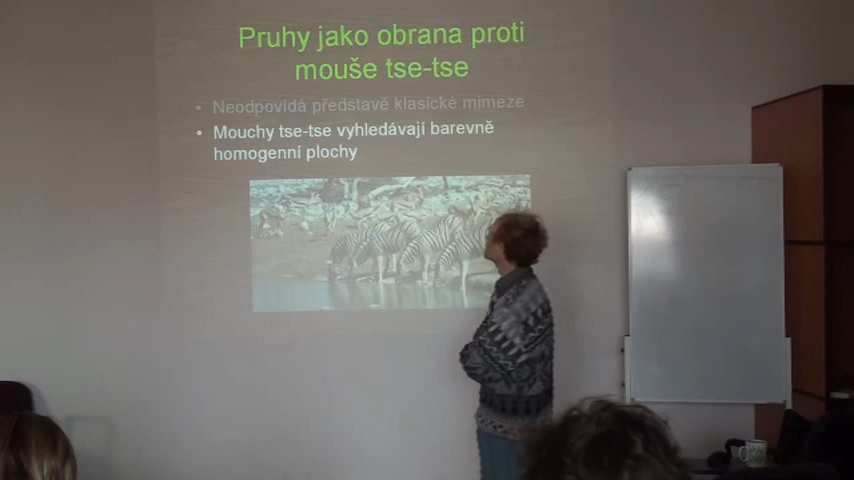 Pruhy jako obrana proti
mouše tse-tse
• Neodpovídá představě klasické mimeze
• Mouchy tse-tse vyhledávají barevně
homogenní plochy